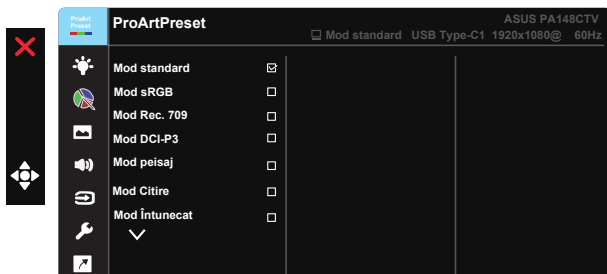 ProArt
Preset
ProArtPreset
ASUS PA148CTV
Mod standard USB Type-C1 1920x1080@ 60Hz
Mod standard
Mod sRGB
Mod Rec. 709
Mod DCI-P3
Mod peisaj
Mod Citire
Mod Întunecat